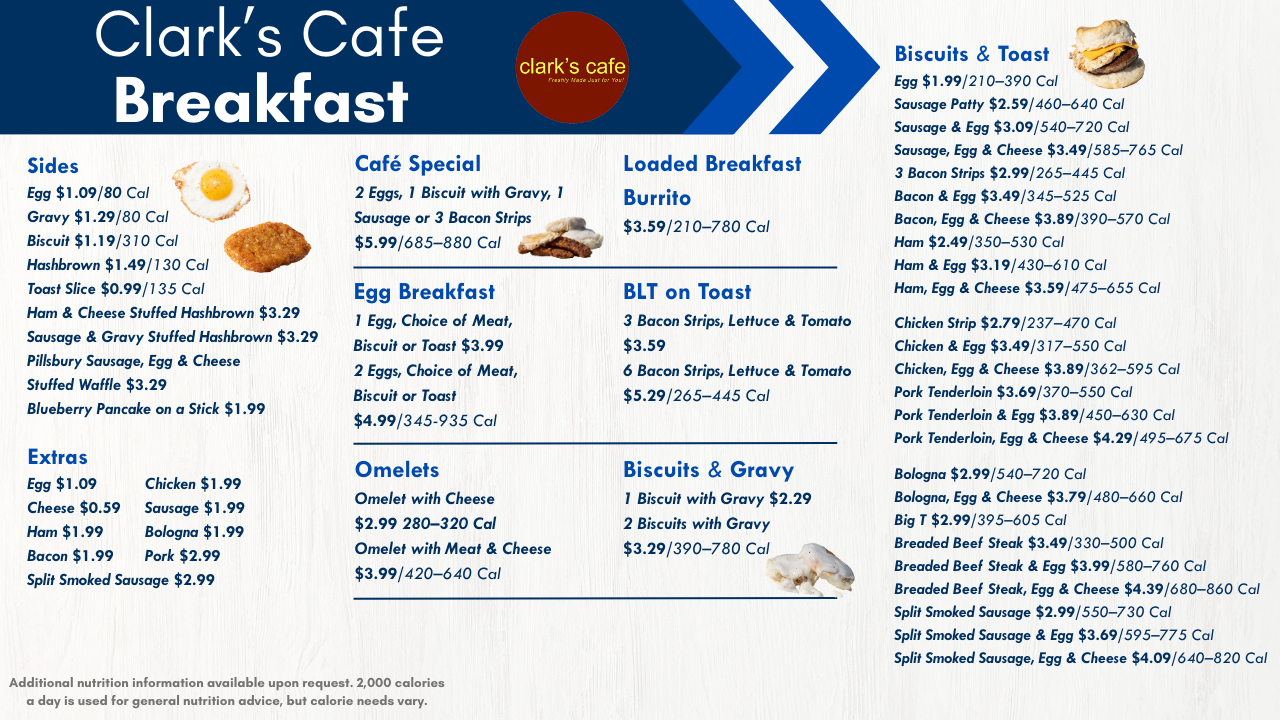 Clark's Cafe
Breakfast
clark's cafe
Freshly Made Just for You!
Sides
Egg $1.09/80 Cal
Gravy $1.29/80 Cal
Biscuit $1.19/310 Cal
Hashbrown $1.49/130 Cal
Toast Slice $0.99/135 Cal
Ham & Cheese Stuffed Hashbrown $3.29
Sausage & Gravy Stuffed Hashbrown $3.29
Pillsbury Sausage, Egg & Cheese
Stuffed Waffle $3.29
Blueberry Pancake on a Stick $1.99
Extras
Egg $1.09 Chicken $1.99
Cheese $0.59 Sausage $1.99
Ham $1.99 Bologna $1.99
Bacon $1.99 Pork $2.99
Split Smoked Sausage $2.99
Café Special
2 Eggs, 1 Biscuit with Gravy, 1
Sausage or 3 Bacon Strips
$5.99/685–880 Cal
Loaded Breakfast
Burrito
$3.59/210–780 Cal
Egg Breakfast
1 Egg, Choice of Meat,
Biscuit or Toast $3.99
2 Eggs, Choice of Meat,
Biscuit or Toast
$4.99/345-935 Cal
BLT on Toast
3 Bacon Strips, Lettuce & Tomato
$3.59
6 Bacon Strips, Lettuce & Tomato
$5.29/265–445 Cal
Omelets
Omelet with Cheese
$2.99 280–320 Cal
Omelet with Meat & Cheese
$3.99/420–640 Cal
Biscuits & Gravy
1 Biscuit with Gravy $2.29
2 Biscuits with Gravy
$3.29/390–780 Cal
Biscuits & Toast
Egg $1.99/210–390 Cal
Sausage Patty $2.59/460–640 Cal
Sausage & Egg $3.09/540–720 Cal
Sausage, Egg & Cheese $3.49/585–765 Cal
3 Bacon Strips $2.99/265–445 Cal
Bacon & Egg $3.49/345–525 Cal
Bacon, Egg & Cheese $3.89/390–570 Cal
Ham $2.49/350–530 Cal
Ham & Egg $3.19/430–610 Cal
Ham, Egg & Cheese $3.59/475–655 Cal
Chicken Strip $2.79/237–470 Cal
Chicken & Egg $3.49/317–550 Cal
Chicken, Egg & Cheese $3.89/362–595 Cal
Pork Tenderloin $3.69/370–550 Cal
Pork Tenderloin & Egg $3.89/450–630 Cal
Pork Tenderloin, Egg & Cheese $4.29/495–675 Cal
Bologna $2.99/540–720 Cal
Bologna, Egg & Cheese $3.79/480–660 Cal
Big T $2.99/395–605 Cal
Breaded Beef Steak $3.49/330–500 Cal
Breaded Beef Steak & Egg $3.99/580–760 Cal
Breaded Beef Steak, Egg & Cheese $4.39/680–860 Cal
Split Smoked Sausage $2.99/550–730 Cal
Split Smoked Sausage & Egg $3.69/595–775 Cal
Split Smoked Sausage, Egg & Cheese $4.09/640–820 Cal
Additional nutrition information available upon request. 2,000 calories
a day is used for general nutrition advice, but calorie needs vary.